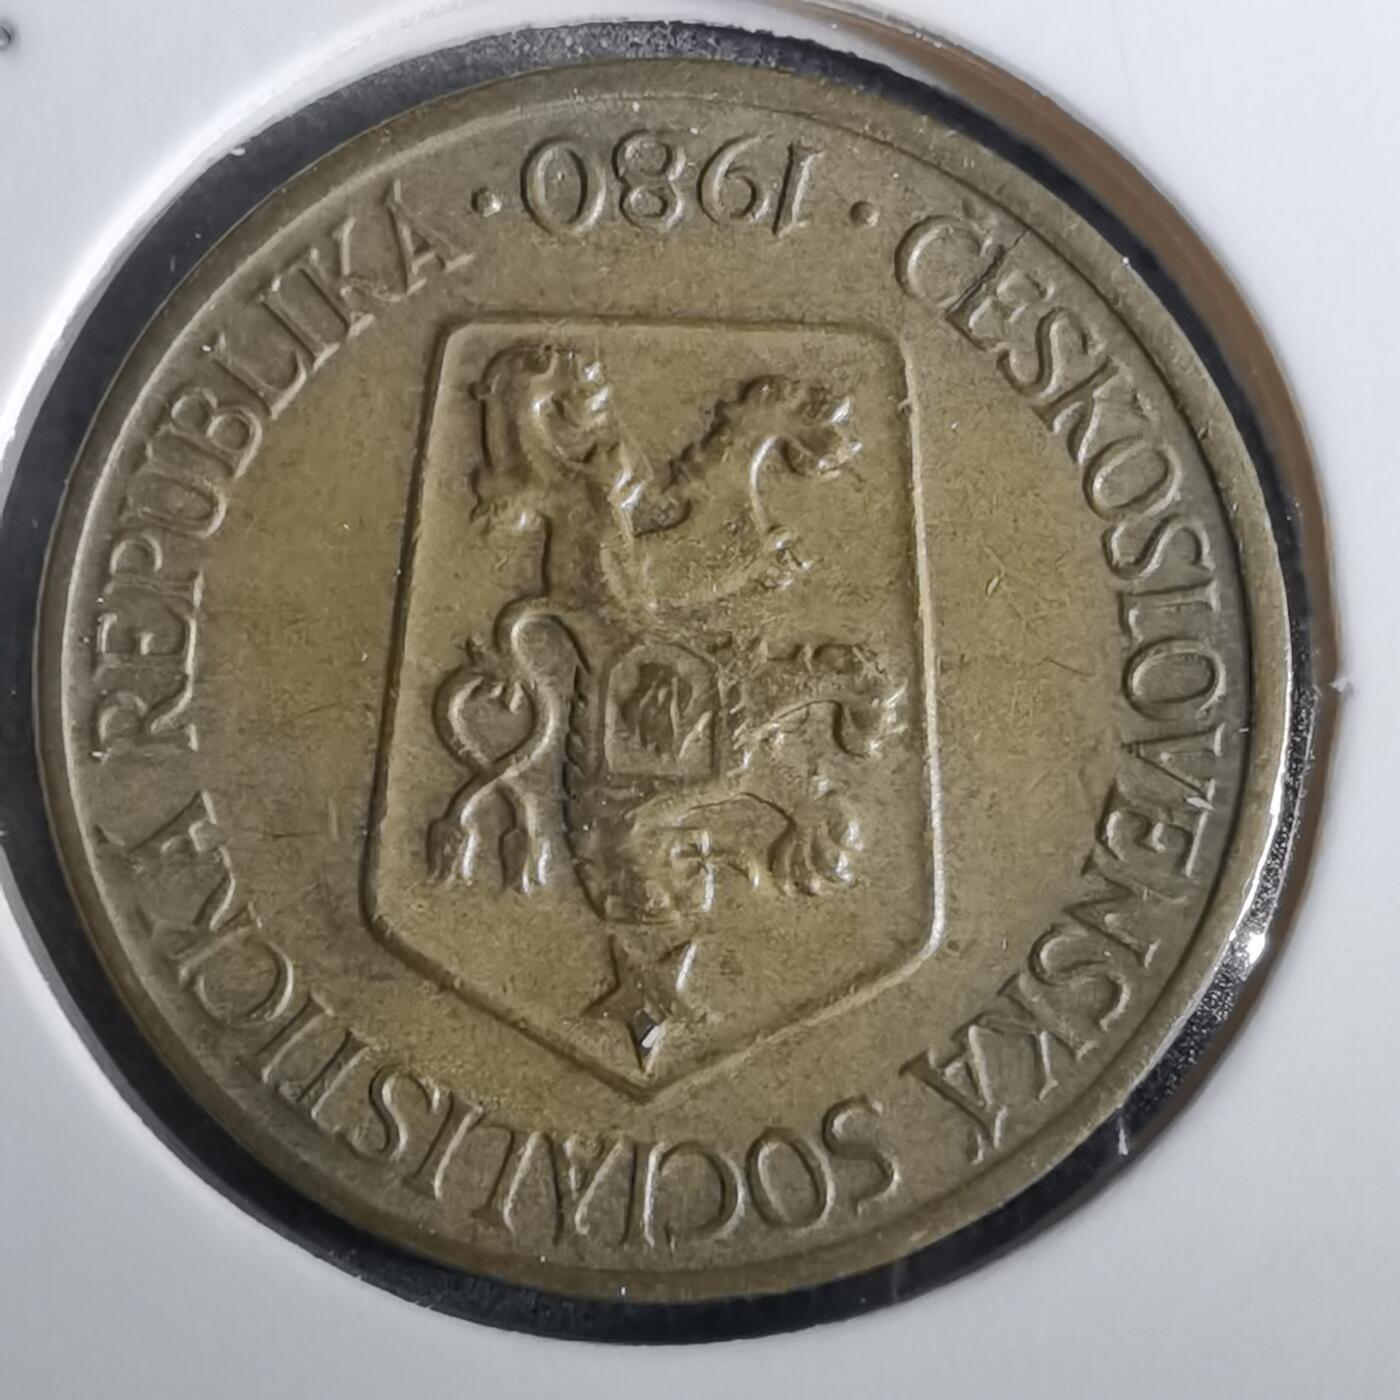 ČESKOSLOVENSKÁ SOCIALISTICKÁ REPUBLIKA
· 1980 ·